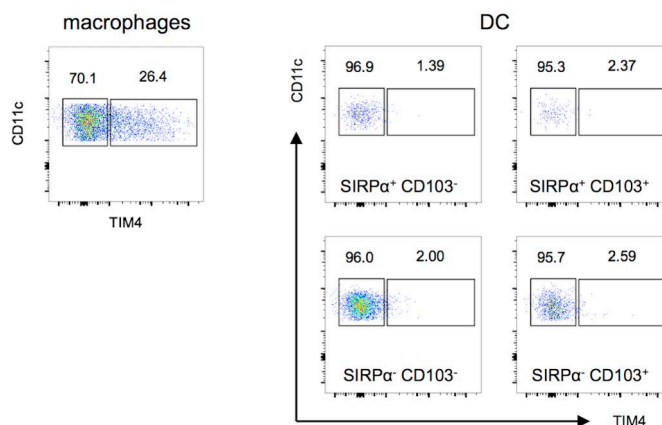 macrophages
DC
70.1 26.4
CD11c
TIM4
CD11c
96.9 1.39
SIRPα⁺ CD103⁻
95.3 2.37
SIRPα⁺ CD103⁺
96.0 2.00
SIRPα⁻ CD103⁻
95.7 2.59
SIRPα⁻ CD103⁺
TIM4